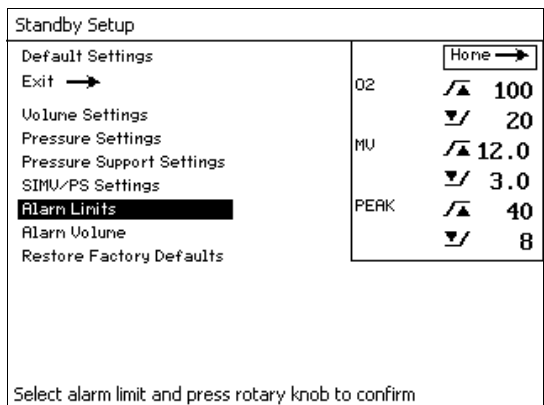 Standby Setup
Default Settings
Exit
Volume Settings
Pressure Settings
Pressure Support Settings
SIMV/PS Settings
Alarm Limits
Alarm Volume
Restore Factory Defaults
Home
O2 100
20
MV 12.0
3.0
PEAK 40
8
Select alarm limit and press rotary knob to confirm